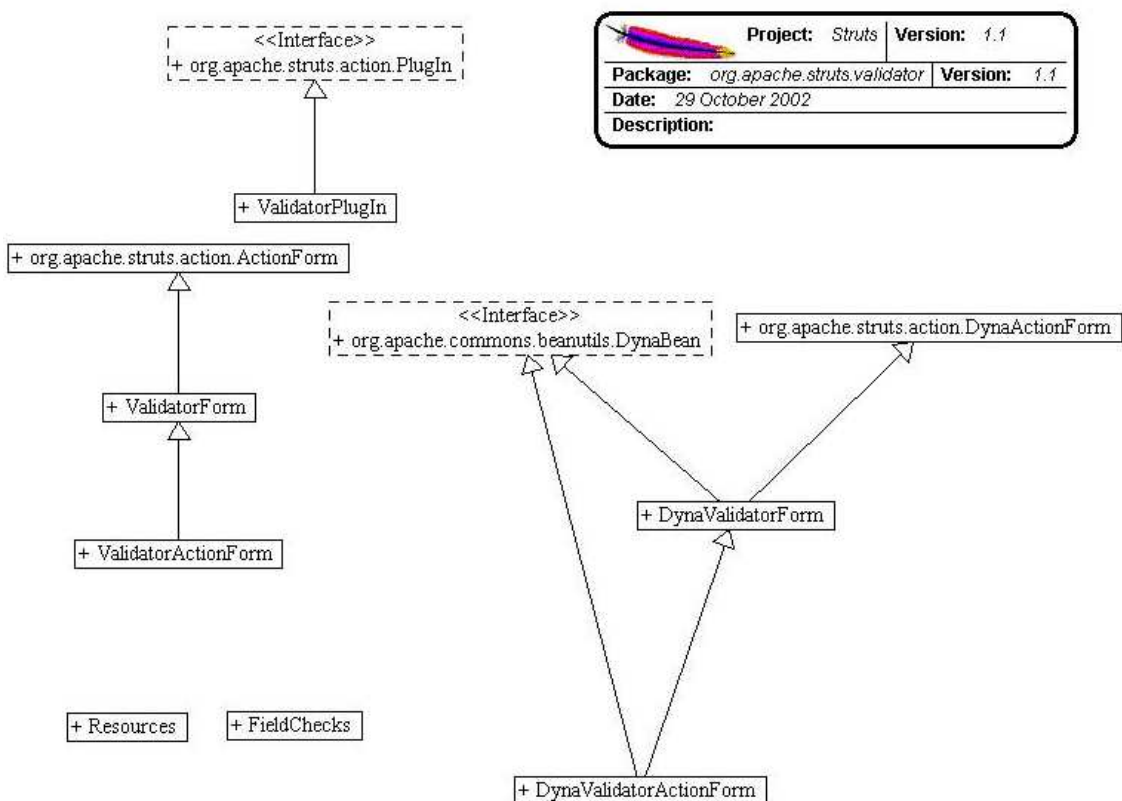 <<Interface>>
+ org.apache.struts.action.PlugIn
Project: Struts Version: 1.1
Package: org.apache.struts.validator Version: 1.1
Date: 29 October 2002
Description:
+ ValidatorPlugIn
+ org.apache.struts.action.ActionForm
<<Interface>>
+ org.apache.commons.beanutils.DynaBean
+ org.apache.struts.action.DynaActionForm
+ ValidatorForm
+ DynaValidatorForm
+ ValidatorActionForm
+ Resources
+ FieldChecks
+ DynaValidatorActionForm